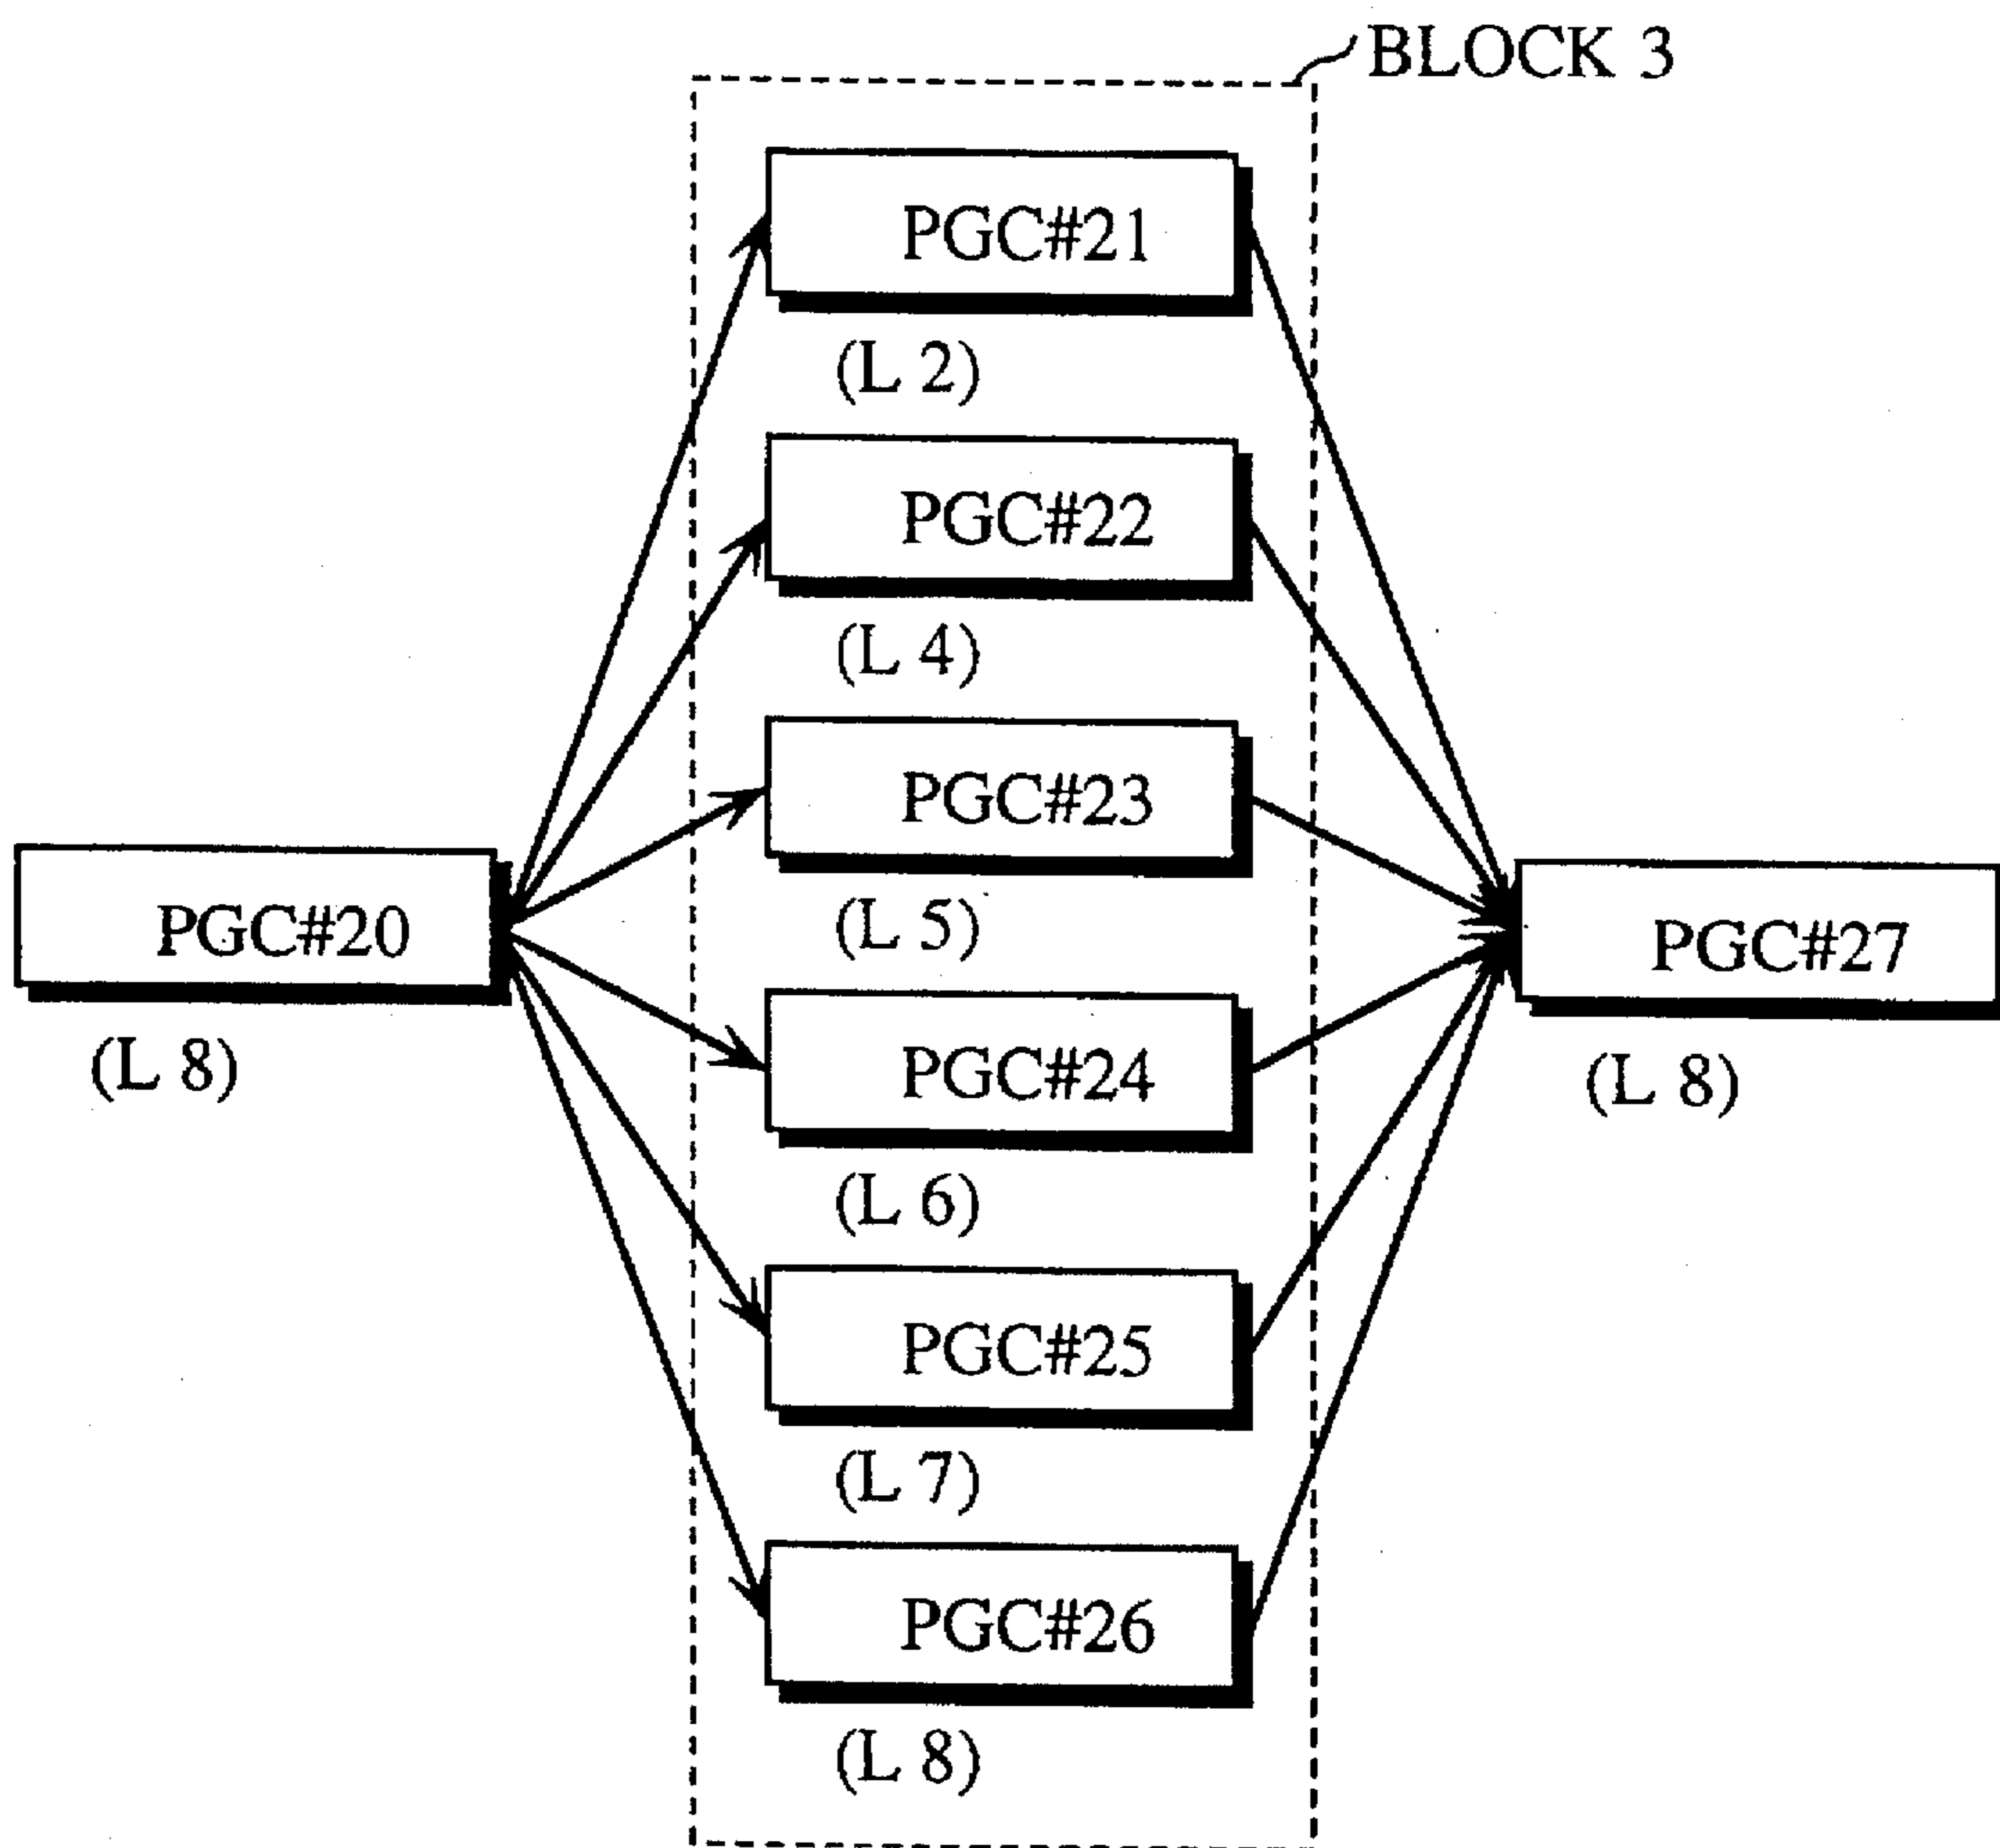 BLOCK 3
PGC#21
(L 2)
PGC#22
(L 4)
PGC#23
(L 5)
PGC#20
(L 8)
PGC#24
(L 6)
PGC#25
(L 7)
PGC#26
(L 8)
PGC#27
(L 8)